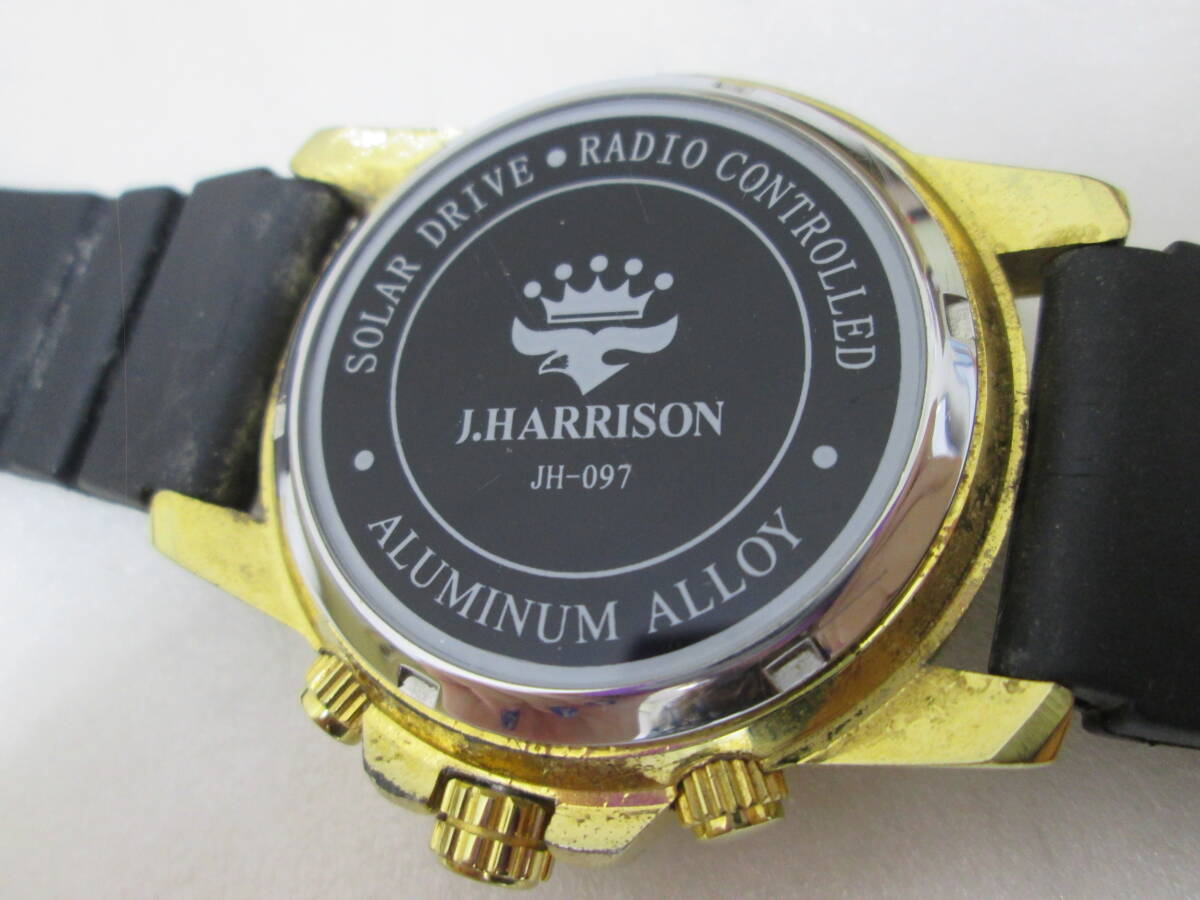 SOLAR DRIVE • RADIO CONTROLLED
J.HARRISON
JH-097
• ALUMINUM ALLOY •